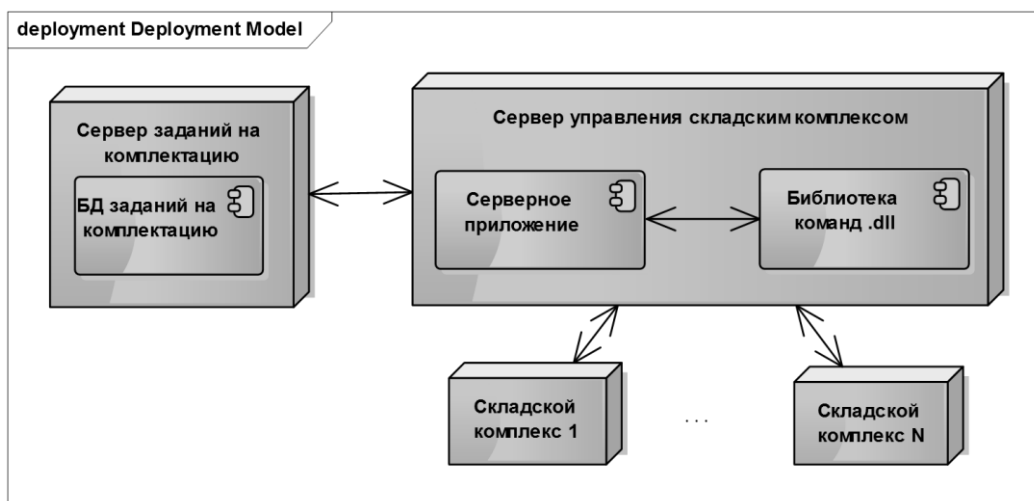 deployment Deployment Model
Сервер заданий на
комплектацию
БД заданий на
комплектацию
Сервер управления складским комплексом
Серверное
приложение
Библиотека
команд .dll
Складской
комплекс 1
. . .
Складской
комплекс N